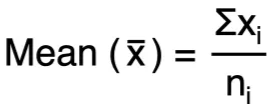 Mean (x̄) = Σxᵢ / nᵢ